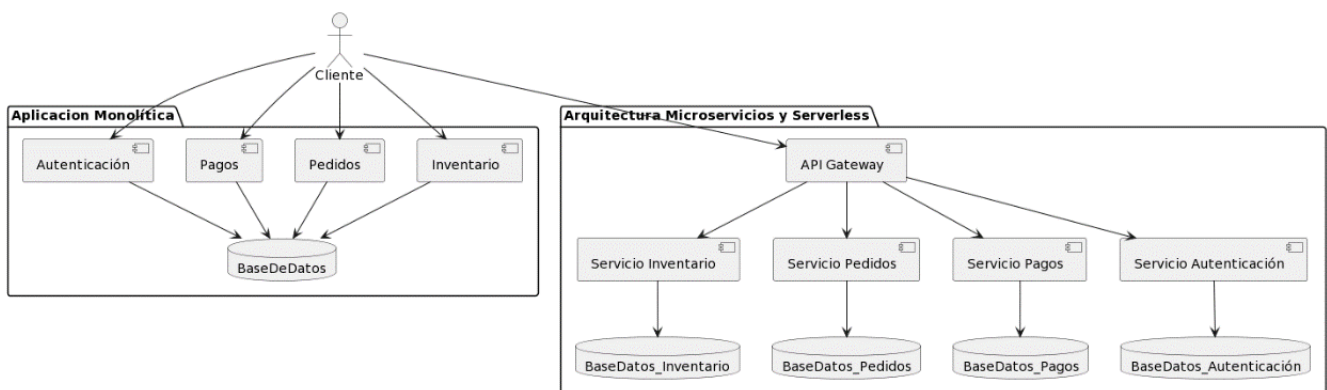 Cliente
Aplicacion Monolítica
Autenticación
Pagos
Pedidos
Inventario
BaseDeDatos
Arquitectura Microservicios y Serverless
API Gateway
Servicio Inventario
Servicio Pedidos
Servicio Pagos
Servicio Autenticación
BaseDatos_Inventario
BaseDatos_Pedidos
BaseDatos_Pagos
BaseDatos_Autenticación